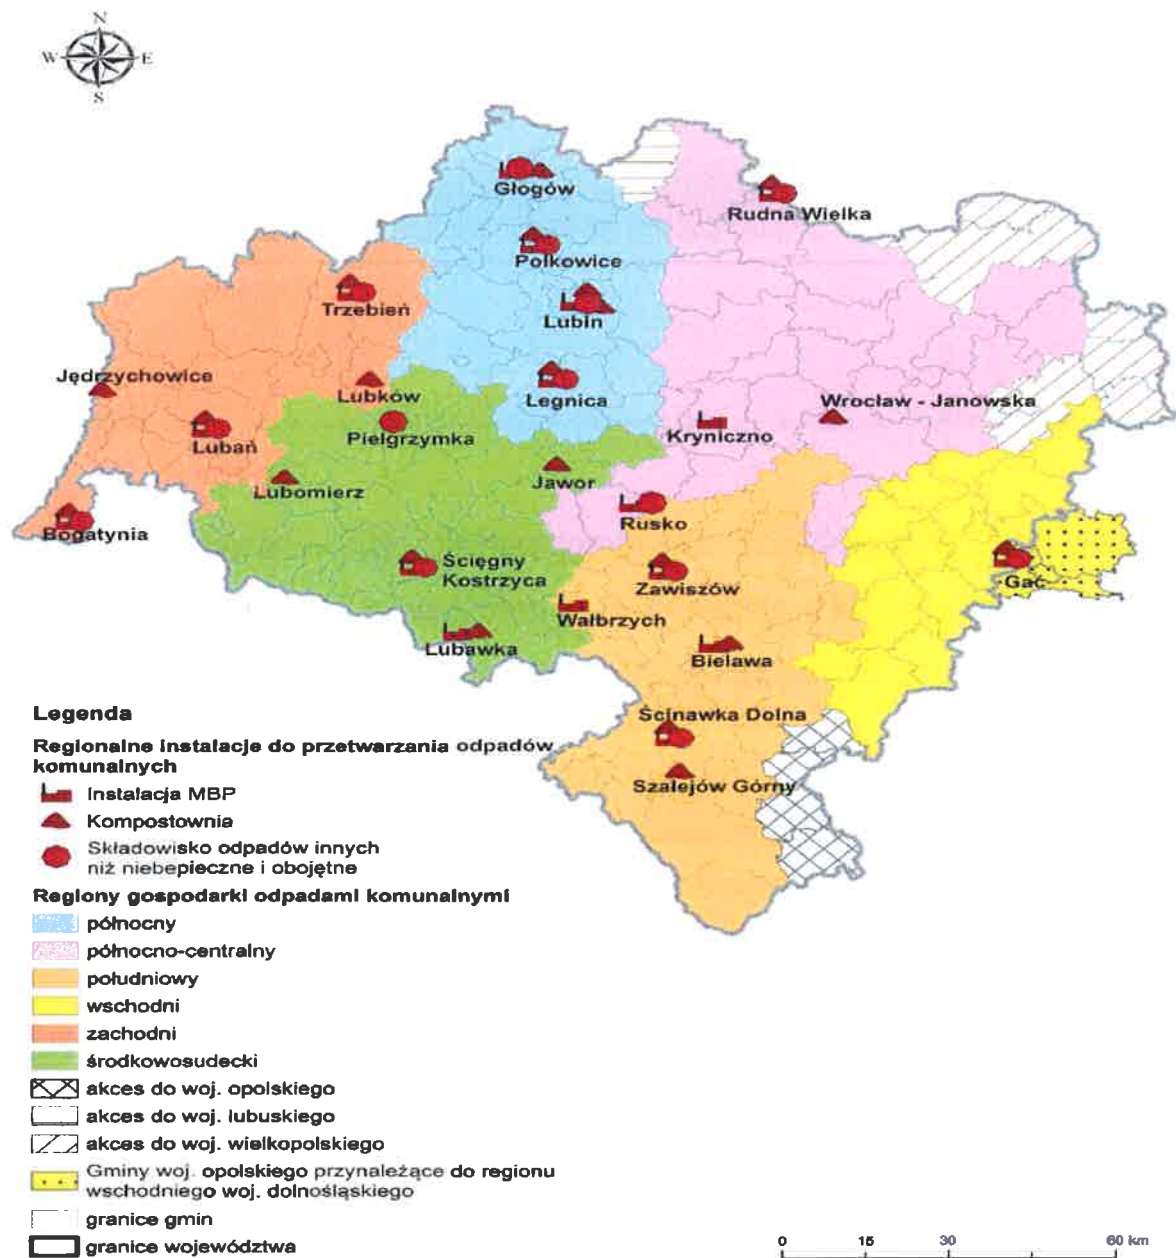 N
W E
S
Głogów
Rudna Wielka
Polkowice
Trzebień
Lubin
Jędrzychowice
Lubków
Legnica
Wrocław - Janowska
Lubań
Pielgrzymka
Kryniczno
Lubomierz
Jawor
Bogatynia
Rusko
Ścięgny
Kostrzyca
Zawiszów
Gać
Wałbrzych
Lubawka
Bielawa
Ścinawka Dolna
Szalejów Górny
Legenda
Regionalne instalacje do przetwarzania odpadów
komunalnych
Instalacja MBP
Kompostownia
Składowisko odpadów innych
niż niebepieczne i obojętne
Regiony gospodarki odpadami komunalnymi
północny
północno-centralny
południowy
wschodni
zachodni
środkowosudecki
akces do woj. opolskiego
akces do woj. lubuskiego
akces do woj. wielkopolskiego
Gminy woj. opolskiego przynależące do regionu
wschodniego woj. dolnośląskiego
granice gmin
granice województwa
0 15 30 60 km